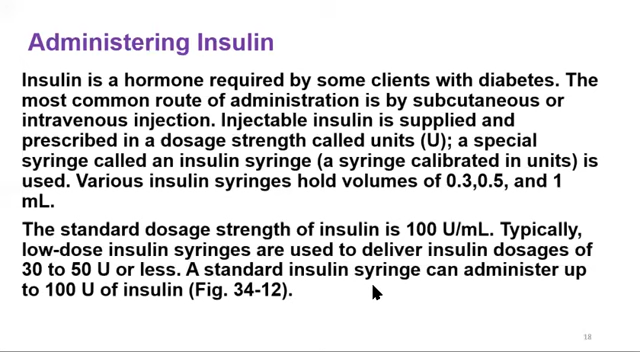 Administering Insulin
Insulin is a hormone required by some clients with diabetes. The
most common route of administration is by subcutaneous or
intravenous injection. Injectable insulin is supplied and
prescribed in a dosage strength called units (U); a special
syringe called an insulin syringe (a syringe calibrated in units) is
used. Various insulin syringes hold volumes of 0.3,0.5, and 1
mL.
The standard dosage strength of insulin is 100 U/mL. Typically,
low-dose insulin syringes are used to deliver insulin dosages of
30 to 50 U or less. A standard insulin syringe can administer up
to 100 U of insulin (Fig. 34-12).
18